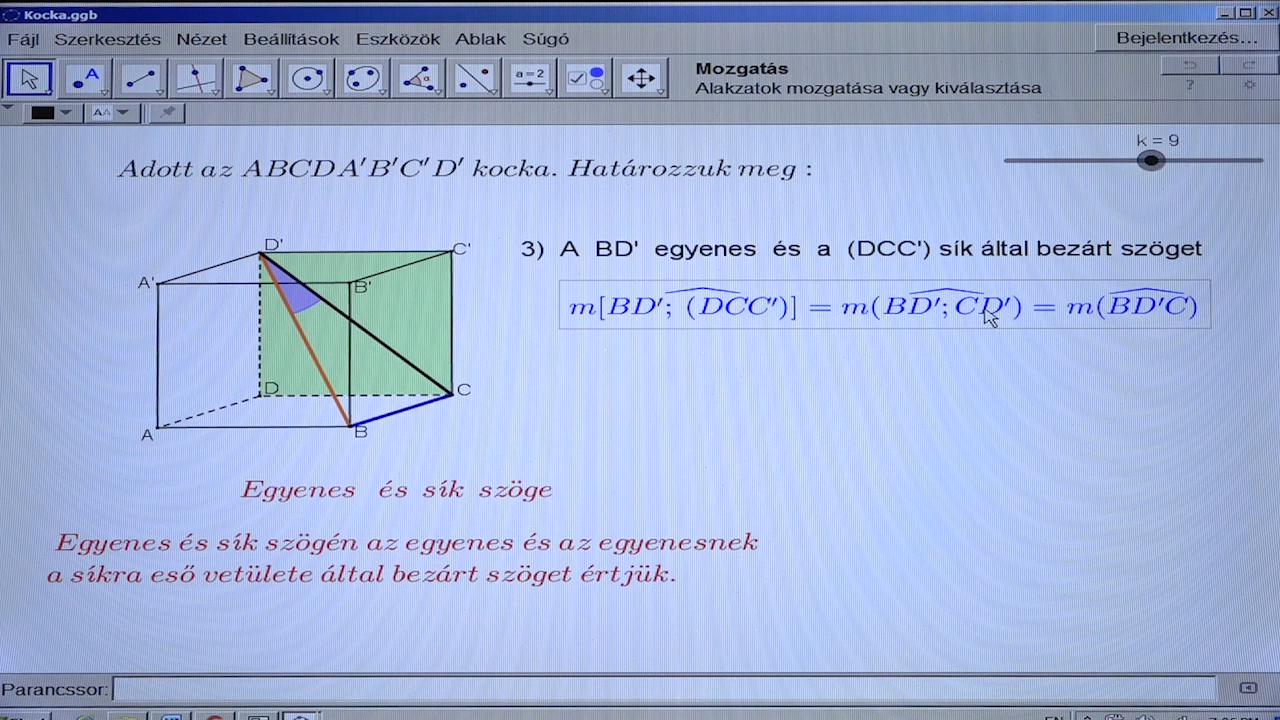 Kocka.ggb
Fájl Szerkesztés Nézet Beállítások Eszközök Ablak Súgó
Bejelentkezés...
A
α
a = 2
Mozgatás
Alakzatok mozgatása vagy kiválasztása
?
AA
k = 9
Adott az ABCDA'B'C'D' kocka. Határozzuk meg :
3) A BD' egyenes és a (DCC') sík által bezárt szöget
m[BD'; (DCC')] = m(BD'; CD') = m(BD'C)
D'
C'
A'
B'
D
C
A
B
Egyenes és sík szöge
Egyenes és sík szögén az egyenes és az egyenesnek
a síkra eső vetülete által bezárt szöget értjük.
Parancssor: